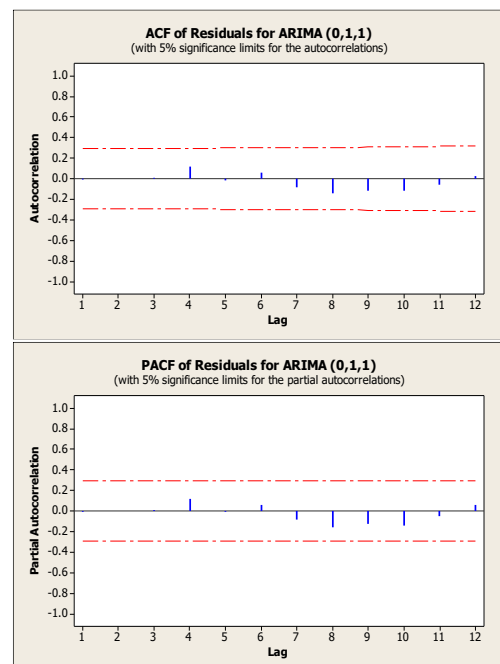 ACF of Residuals for ARIMA (0,1,1)
(with 5% significance limits for the autocorrelations)
Autocorrelation
1.0
0.8
0.6
0.4
0.2
0.0
-0.2
-0.4
-0.6
-0.8
-1.0
1 2 3 4 5 6 7 8 9 10 11 12
Lag
PACF of Residuals for ARIMA (0,1,1)
(with 5% significance limits for the partial autocorrelations)
Partial Autocorrelation
1.0
0.8
0.6
0.4
0.2
0.0
-0.2
-0.4
-0.6
-0.8
-1.0
1 2 3 4 5 6 7 8 9 10 11 12
Lag